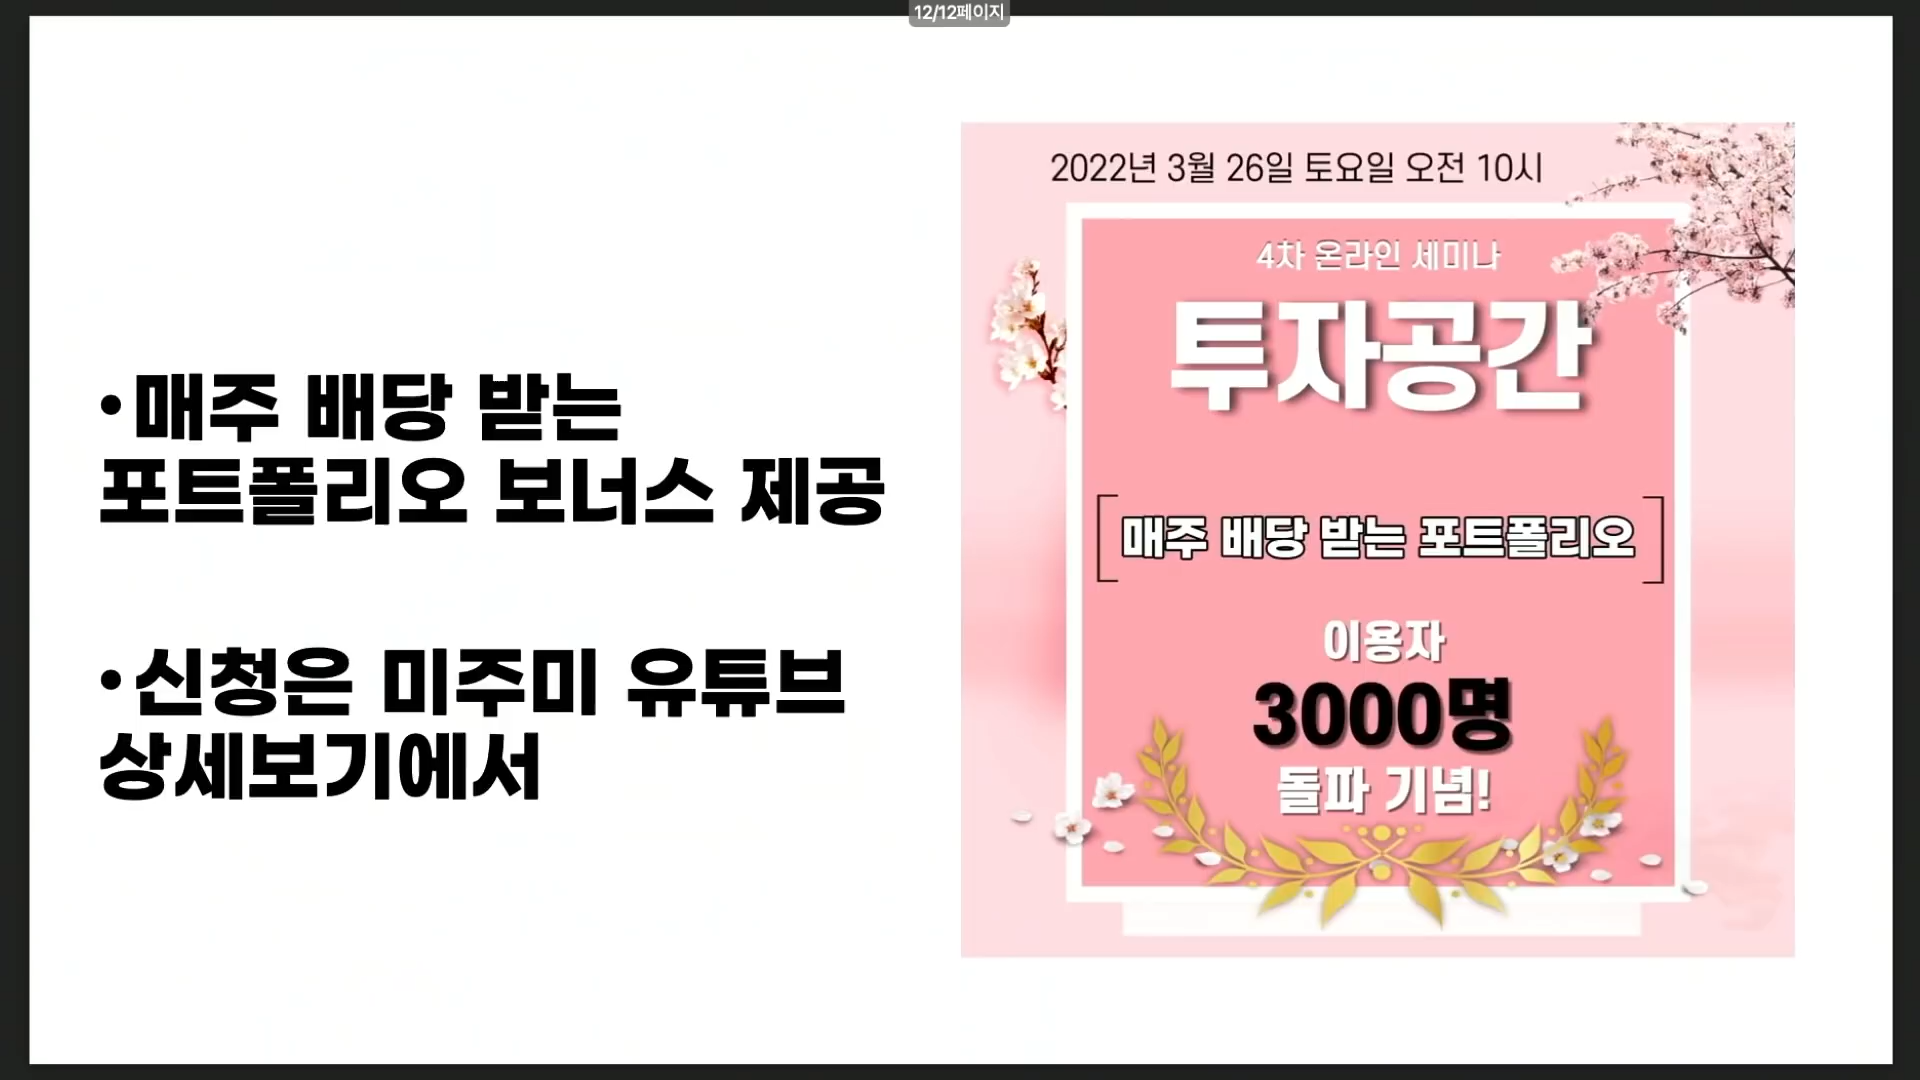 12/12페이지
•매주 배당 받는
포트폴리오 보너스 제공
•신청은 미주미 유튜브
상세보기에서
2022년 3월 26일 토요일 오전 10시
4차 온라인 세미나
투자공간
[매주 배당 받는 포트폴리오]
이용자
3000명
돌파 기념!